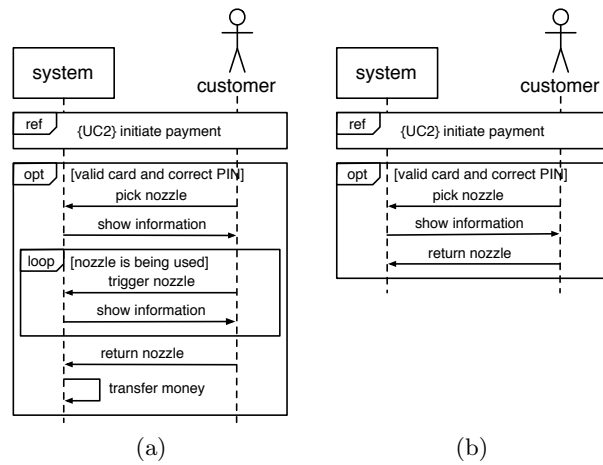 system
customer
ref
{UC2} initiate payment
opt
[valid card and correct PIN]
pick nozzle
show information
loop
[nozzle is being used]
trigger nozzle
show information
return nozzle
transfer money
(a)
system
customer
ref
{UC2} initiate payment
opt
[valid card and correct PIN]
pick nozzle
show information
return nozzle
(b)